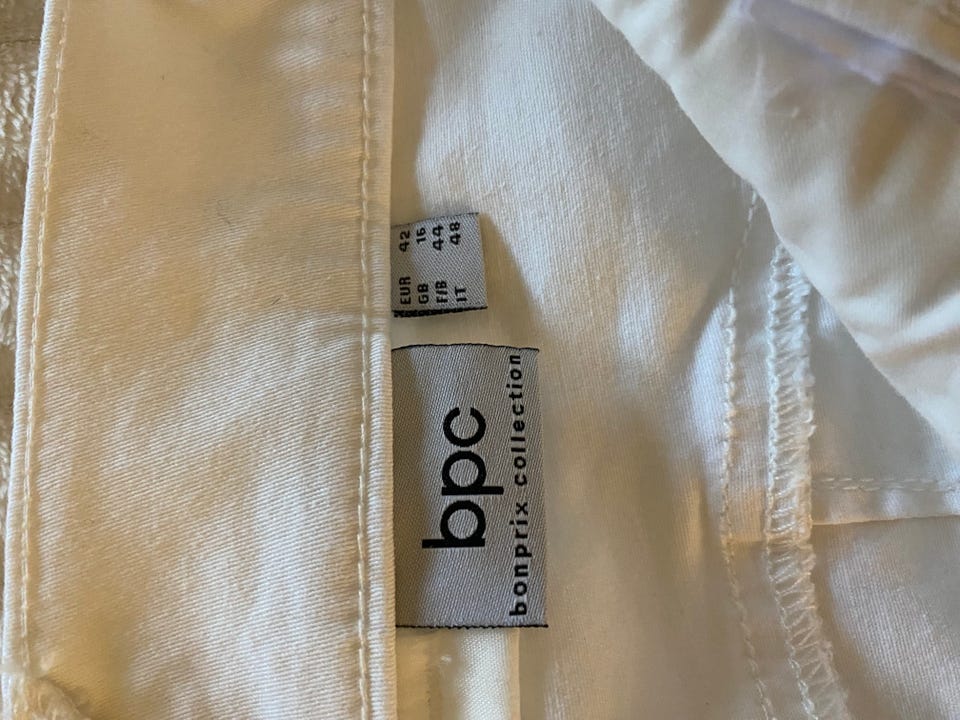 EUR 42
GB 16
F/B 44
IT 48
bpc
bonprix collection